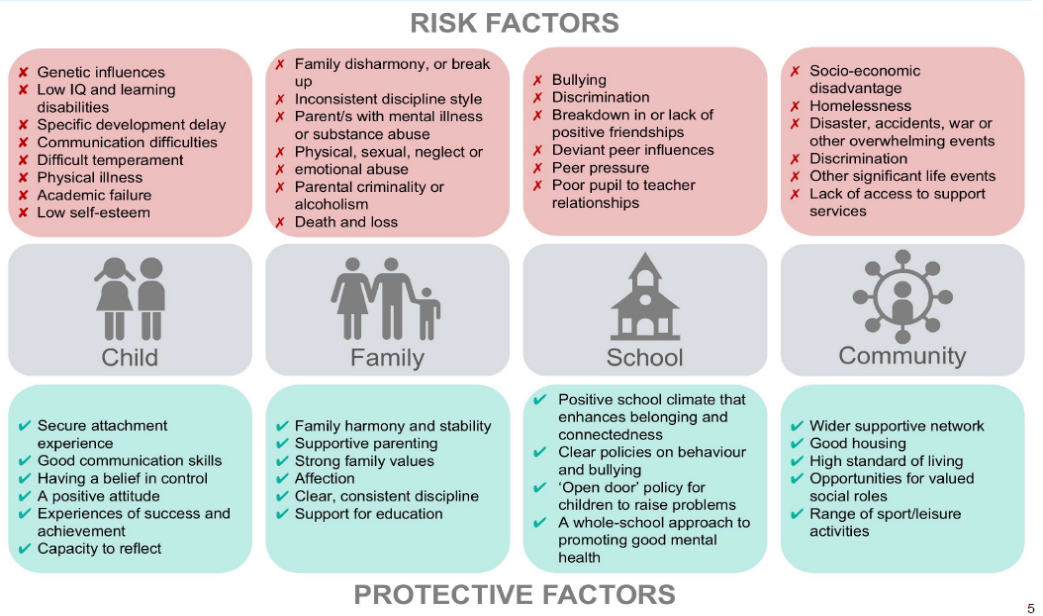 RISK FACTORS
✘ Genetic influences
✘ Low IQ and learning
disabilities
✘ Specific development delay
✘ Communication difficulties
✘ Difficult temperament
✘ Physical illness
✘ Academic failure
✘ Low self-esteem
✗ Family disharmony, or break
up
✗ Inconsistent discipline style
✗ Parent/s with mental illness
or substance abuse
✗ Physical, sexual, neglect or
✗ emotional abuse
✗ Parental criminality or
alcoholism
✗ Death and loss
✗ Bullying
✗ Discrimination
✗ Breakdown in or lack of
positive friendships
✗ Deviant peer influences
✗ Peer pressure
✗ Poor pupil to teacher
relationships
✗ Socio-economic
disadvantage
✗ Homelessness
✗ Disaster, accidents, war or
other overwhelming events
✗ Discrimination
✗ Other significant life events
✗ Lack of access to support
services
Child
Family
School
Community
✔ Secure attachment
experience
✔ Good communication skills
✔ Having a belief in control
✔ A positive attitude
✔ Experiences of success and
achievement
✔ Capacity to reflect
✔ Family harmony and stability
✔ Supportive parenting
✔ Strong family values
✔ Affection
✔ Clear, consistent discipline
✔ Support for education
✔ Positive school climate that
enhances belonging and
connectedness
✔ Clear policies on behaviour
and bullying
✔ ‘Open door’ policy for
children to raise problems
✔ A whole-school approach to
promoting good mental
health
✔ Wider supportive network
✔ Good housing
✔ High standard of living
✔ Opportunities for valued
social roles
✔ Range of sport/leisure
activities
PROTECTIVE FACTORS
5